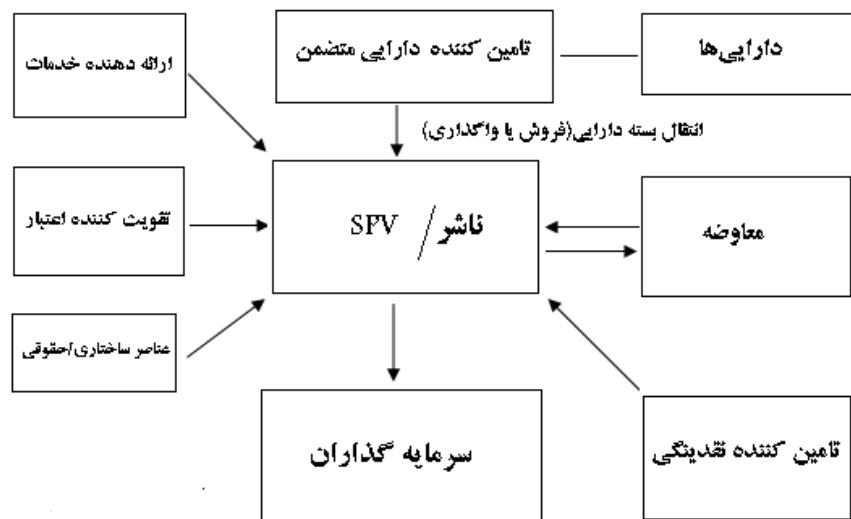 دارایی‌ها
تامین کننده دارایی متضمن
ارائه دهنده خدمات
انتقال بسته دارایی(فروش یا واگذاری)
معاوضه
ناشر/ SPV
تقویت کننده اعتبار
عناصر ساختاری/حقوقی
تامین کننده نقدینگی
سرمایه گذاران